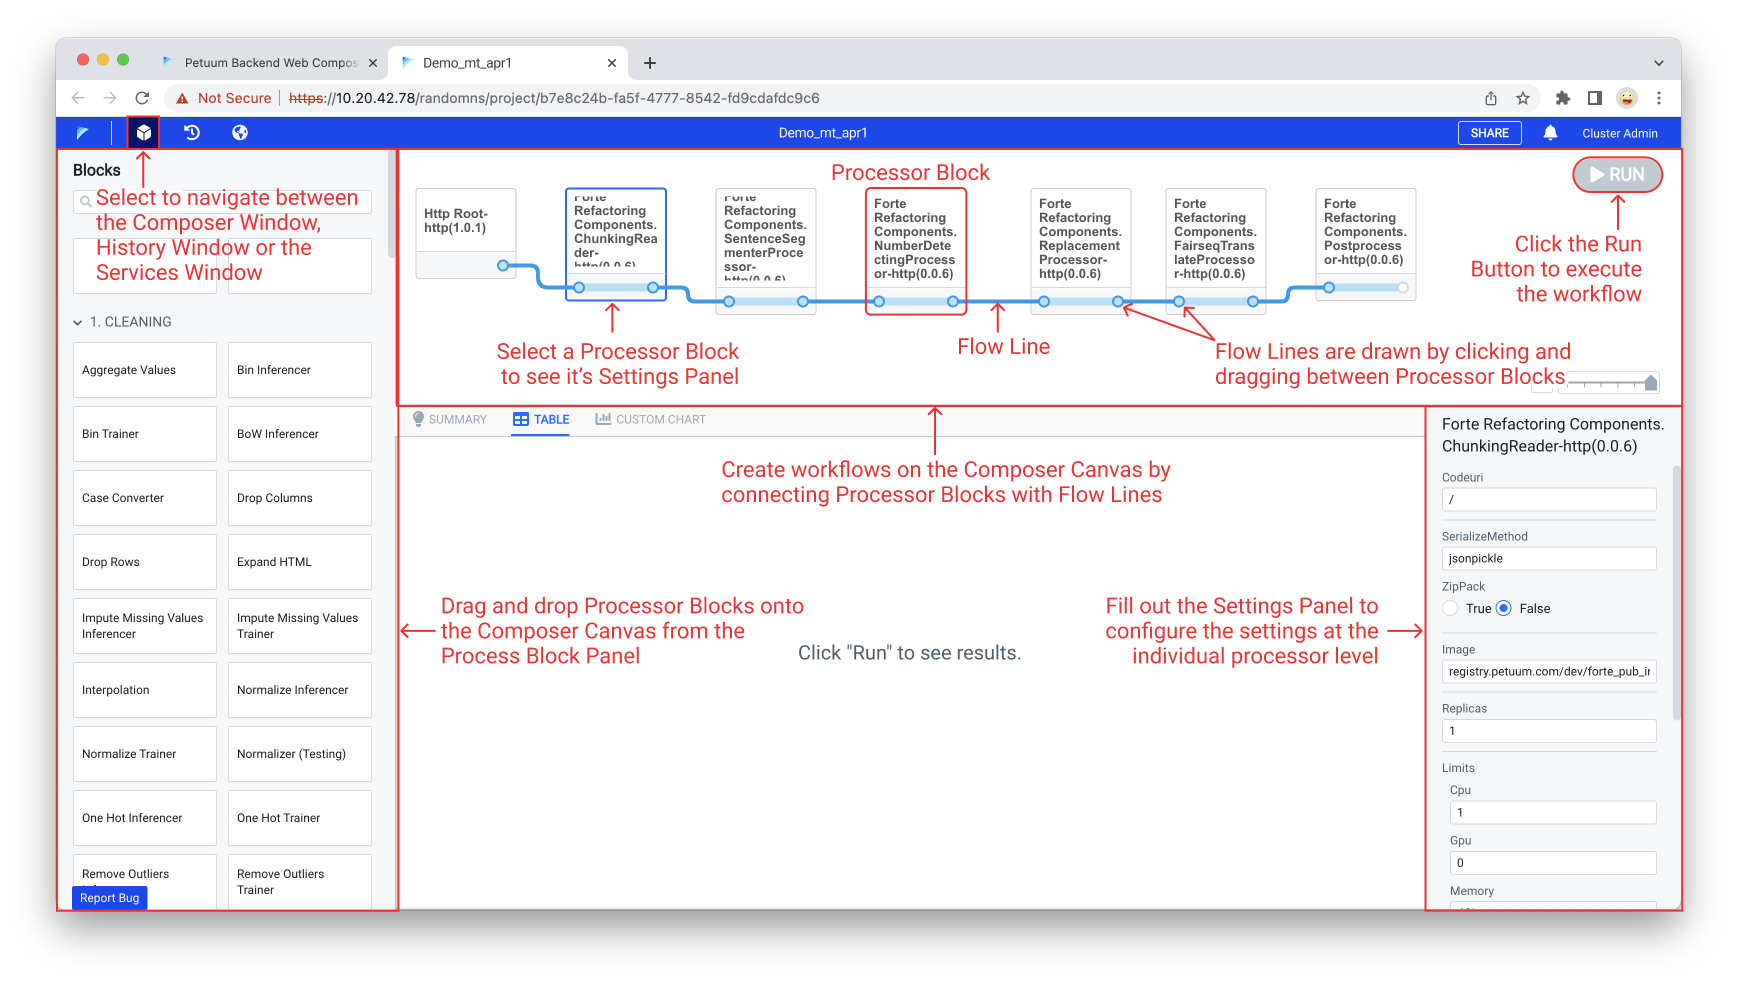 Petuum Backend Web Compos
Demo_mt_apr1
Not Secure
https://10.20.42.78/randomns/project/b7e8c24b-fa5f-4777-8542-fd9cdafdc9c6
Demo_mt_apr1
SHARE
Cluster Admin
Blocks
Select to navigate between
the Composer Window,
History Window or the
Services Window
1. CLEANING
Aggregate Values
Bin Inferencer
Bin Trainer
BoW Inferencer
Case Converter
Drop Columns
Drop Rows
Expand HTML
Impute Missing Values
Inferencer
Impute Missing Values
Trainer
Interpolation
Normalize Inferencer
Normalize Trainer
Normalizer (Testing)
One Hot Inferencer
One Hot Trainer
Remove Outliers
Remove Outliers
Trainer
Report Bug
Processor Block
Http Root-
http(1.0.1)
Forte
Refactoring
Components.
ChunkingRea
der-
http(0.0.6)
Forte
Refactoring
Components.
SentenceSeg
menterProce
ssor-
http(0.0.6)
Forte
Refactoring
Components.
NumberDete
ctingProcess
or-http(0.0.6)
Forte
Refactoring
Components.
Replacement
Processor-
http(0.0.6)
Forte
Refactoring
Components.
FairseqTrans
lateProcesso
r-http(0.0.6)
Forte
Refactoring
Components.
Postprocess
or-http(0.0.6)
RUN
Click the Run
Button to execute
the workflow
Select a Processor Block
to see it's Settings Panel
Flow Line
Flow Lines are drawn by clicking and
dragging between Processor Blocks
SUMMARY
TABLE
CUSTOM CHART
Create workflows on the Composer Canvas by
connecting Processor Blocks with Flow Lines
Drag and drop Processor Blocks onto
the Composer Canvas from the
Process Block Panel
Click "Run" to see results.
Fill out the Settings Panel to
configure the settings at the
individual processor level
Forte Refactoring Components.
ChunkingReader-http(0.0.6)
Codeuri
/
SerializeMethod
jsonpickle
ZipPack
True
False
Image
registry.petuum.com/dev/forte_pub_ir
Replicas
1
Limits
Cpu
1
Gpu
0
Memory